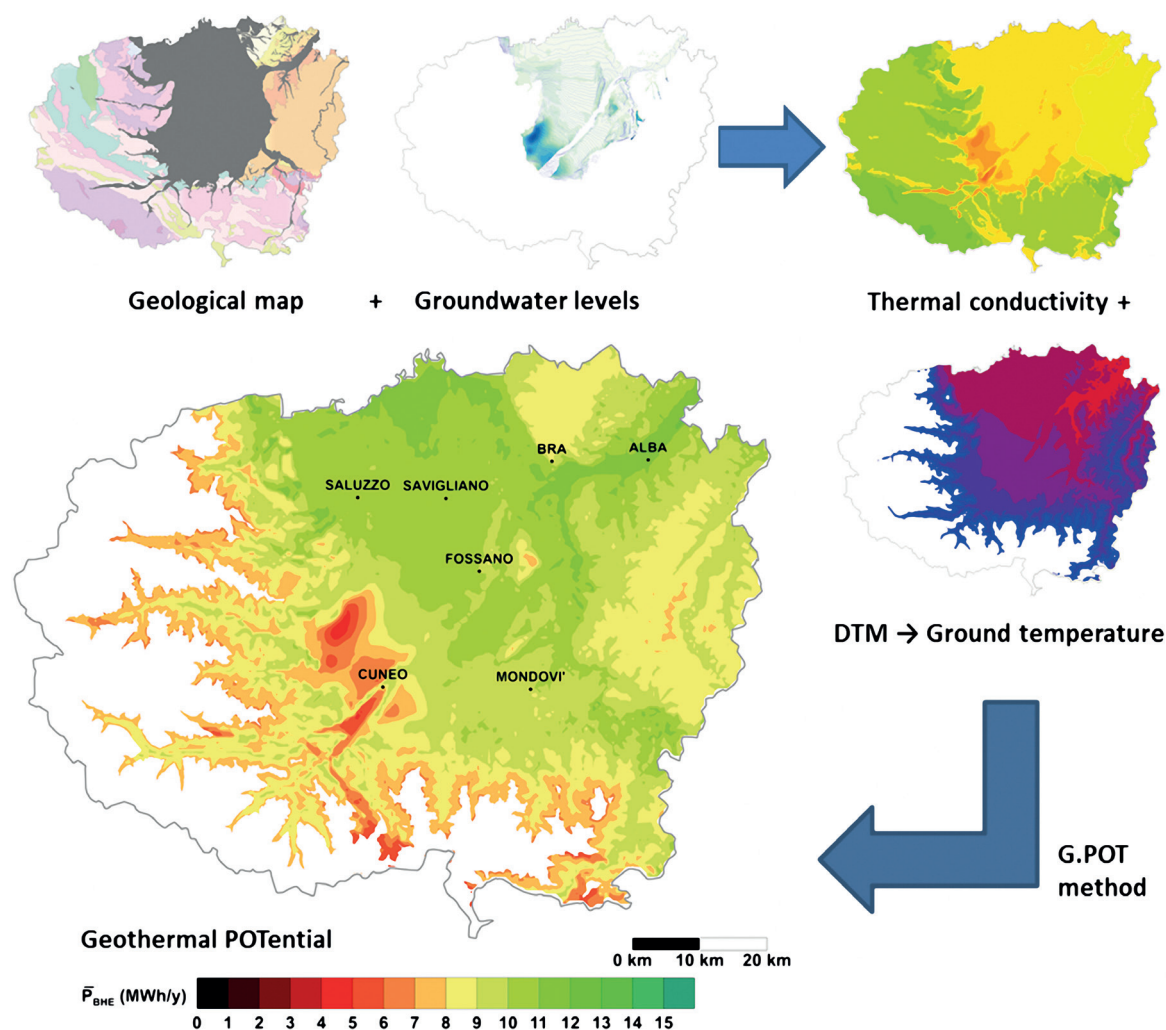 Geological map + Groundwater levels
Thermal conductivity +
BRA
ALBA
SALUZZO
SAVIGLIANO
FOSSANO
CUNEO
MONDOVI'
DTM → Ground temperature
G.POT
method
Geothermal POTential
0 km 10 km 20 km
P̅BHE (MWh/y)
0 1 2 3 4 5 6 7 8 9 10 11 12 13 14 15